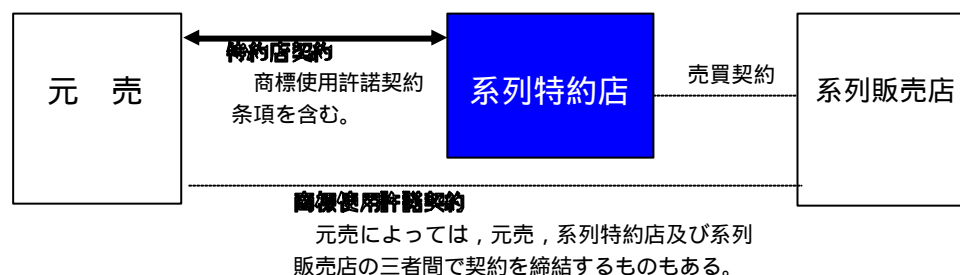 特約店契約
商標使用許諾契約
条項を含む。
元 売
系列特約店
売買契約
系列販売店
商標使用許諾契約
元売によっては，元売，系列特約店及び系列
販売店の三者間で契約を締結するものもある。